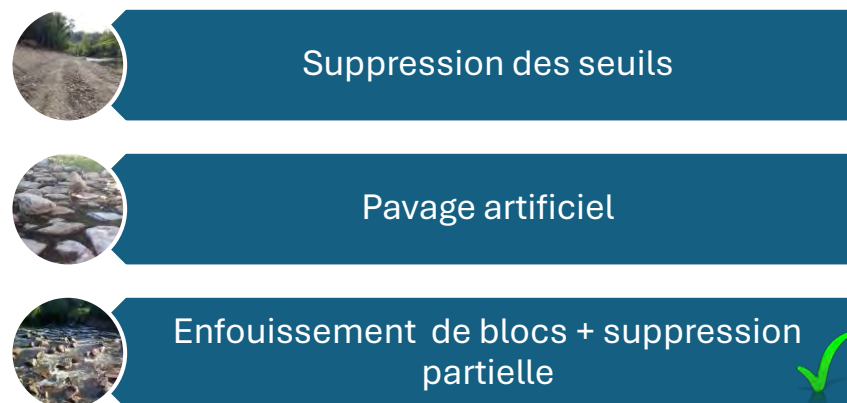 Suppression des seuils
Pavage artificiel
Enfouissement de blocs + suppression
partielle